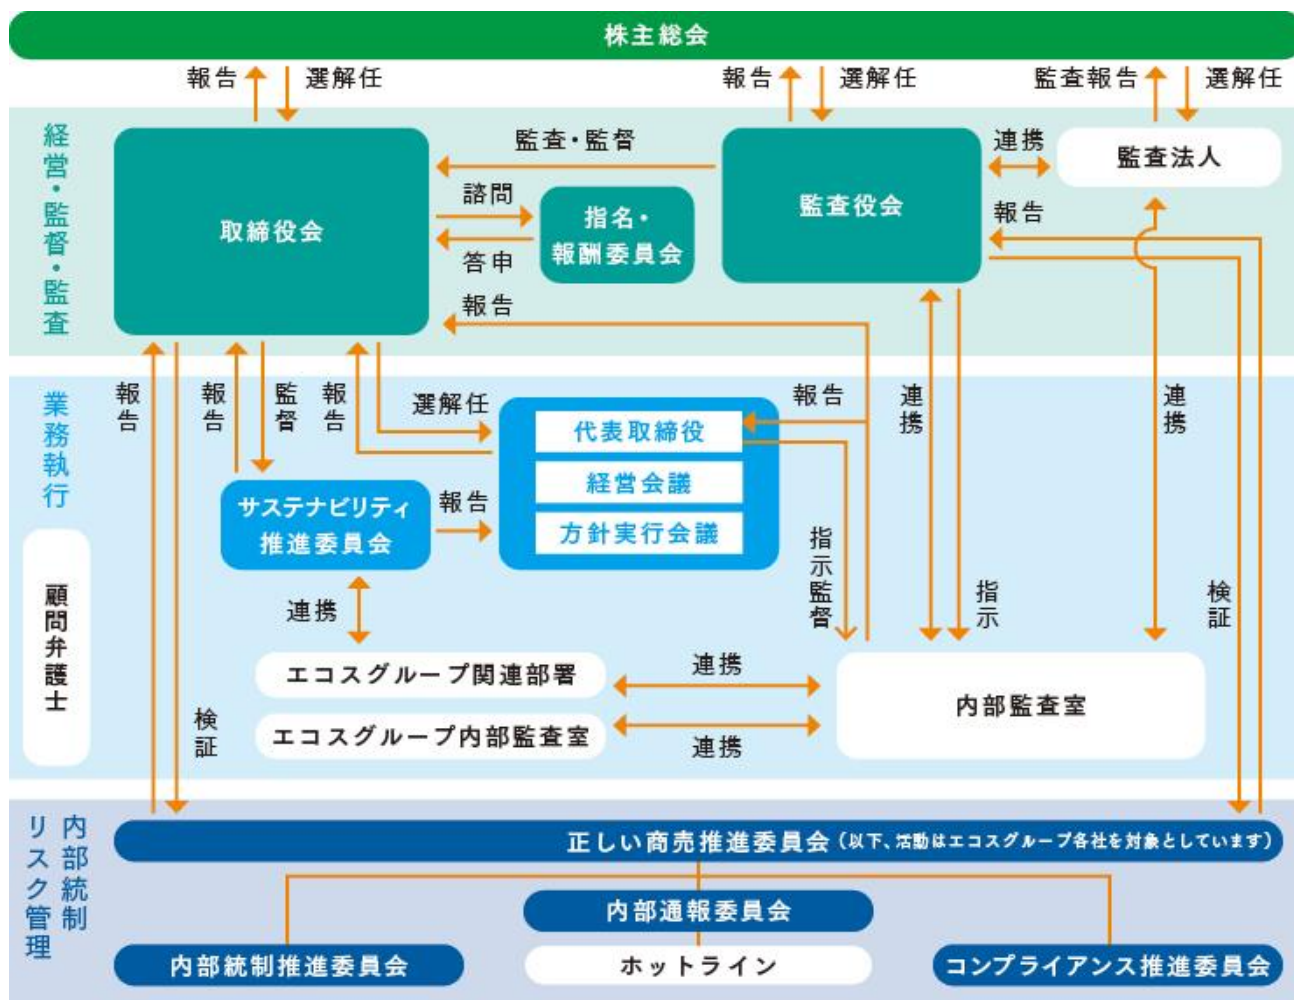 株主総会
報告
選解任
報告
選解任
監査報告
選解任
経営・監督・監査
取締役会
監査・監督
諮問
答申
報告
指名・
報酬委員会
監査役会
連携
報告
監査法人
業務執行
報告
検証
報告
監督
報告
選解任
代表取締役
経営会議
方針実行会議
報告
指示監督
連携
指示
連携
検証
サステナビリティ
推進委員会
報告
連携
顧問弁護士
エコスグループ関連部署
エコスグループ内部監査室
連携
連携
内部監査室
内部統制
リスク管理
正しい商売推進委員会(以下、活動はエコスグループ各社を対象としています)
内部通報委員会
内部統制推進委員会
ホットライン
コンプライアンス推進委員会